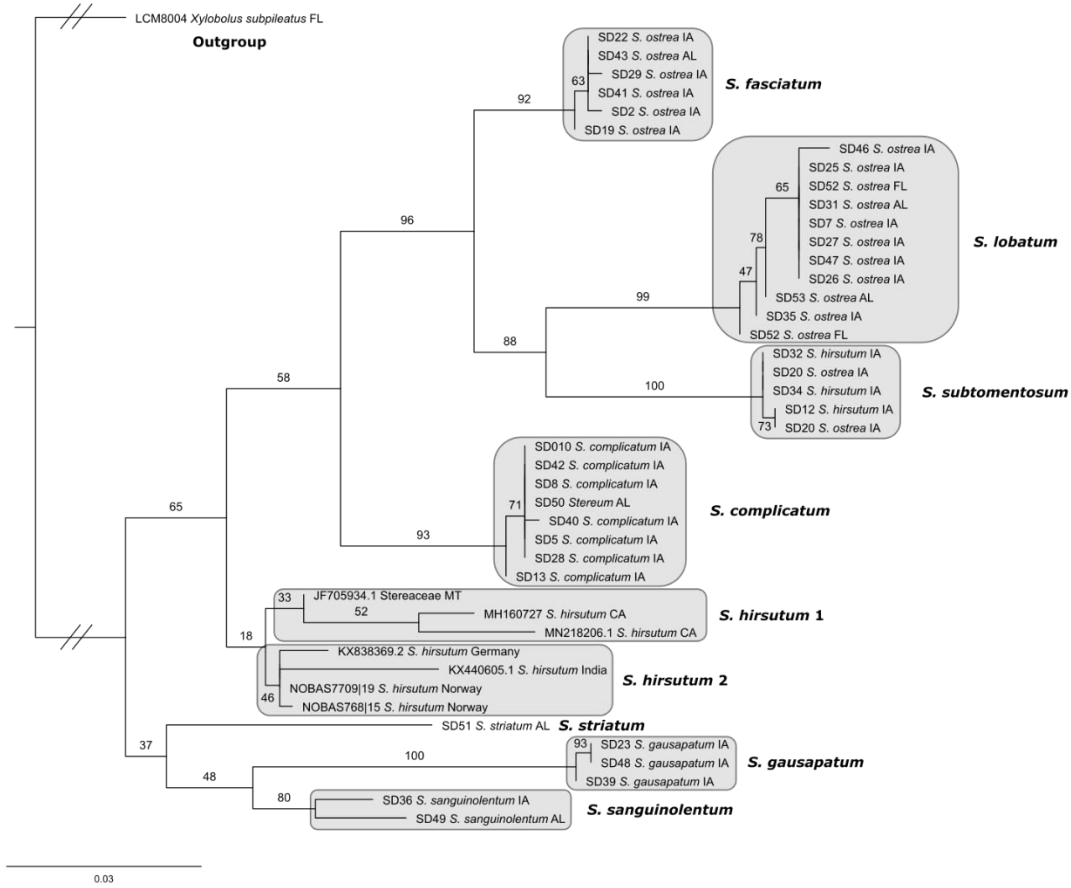 LCM8004 Xylobolus subpileatus FL
Outgroup
SD22 S. ostrea IA
SD43 S. ostrea AL
63
SD29 S. ostrea IA
S. fasciatum
92
SD41 S. ostrea IA
SD2 S. ostrea IA
SD19 S. ostrea IA
SD46 S. ostrea IA
SD25 S. ostrea IA
65
SD52 S. ostrea FL
SD31 S. ostrea AL
96
SD7 S. ostrea IA
78
SD27 S. ostrea IA
S. lobatum
SD47 S. ostrea IA
47
SD26 S. ostrea IA
99
SD53 S. ostrea AL
SD35 S. ostrea IA
SD52 S. ostrea FL
88
SD32 S. hirsutum IA
SD20 S. ostrea IA
58
100
SD34 S. hirsutum IA
S. subtomentosum
SD12 S. hirsutum IA
73
SD20 S. ostrea IA
SD010 S. complicatum IA
SD42 S. complicatum IA
SD8 S. complicatum IA
71
SD50 Stereum AL
S. complicatum
65
SD40 S. complicatum IA
93
SD5 S. complicatum IA
SD28 S. complicatum IA
SD13 S. complicatum IA
33
JF705934.1 Stereaceae MT
52
MH160727 S. hirsutum CA
S. hirsutum 1
18
MN218206.1 S. hirsutum CA
KX838369.2 S. hirsutum Germany
KX440605.1 S. hirsutum India
S. hirsutum 2
46
NOBAS7709|19 S. hirsutum Norway
NOBAS768|15 S. hirsutum Norway
SD51 S. striatum AL
S. striatum
37
93
SD23 S. gausapatum IA
100
SD48 S. gausapatum IA
S. gausapatum
48
SD39 S. gausapatum IA
80
SD36 S. sanguinolentum IA
S. sanguinolentum
SD49 S. sanguinolentum AL
0.03